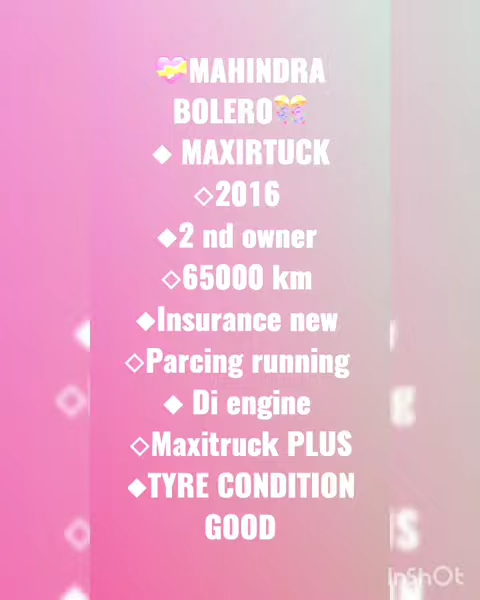 💝MAHINDRA
BOLERO🎊
◆ MAXIRTUCK
◇2016
◆2 nd owner
◇65000 km
◆Insurance new
◇Parcing running
◆ Di engine
◇Maxitruck PLUS
◆TYRE CONDITION
GOOD
InShOt